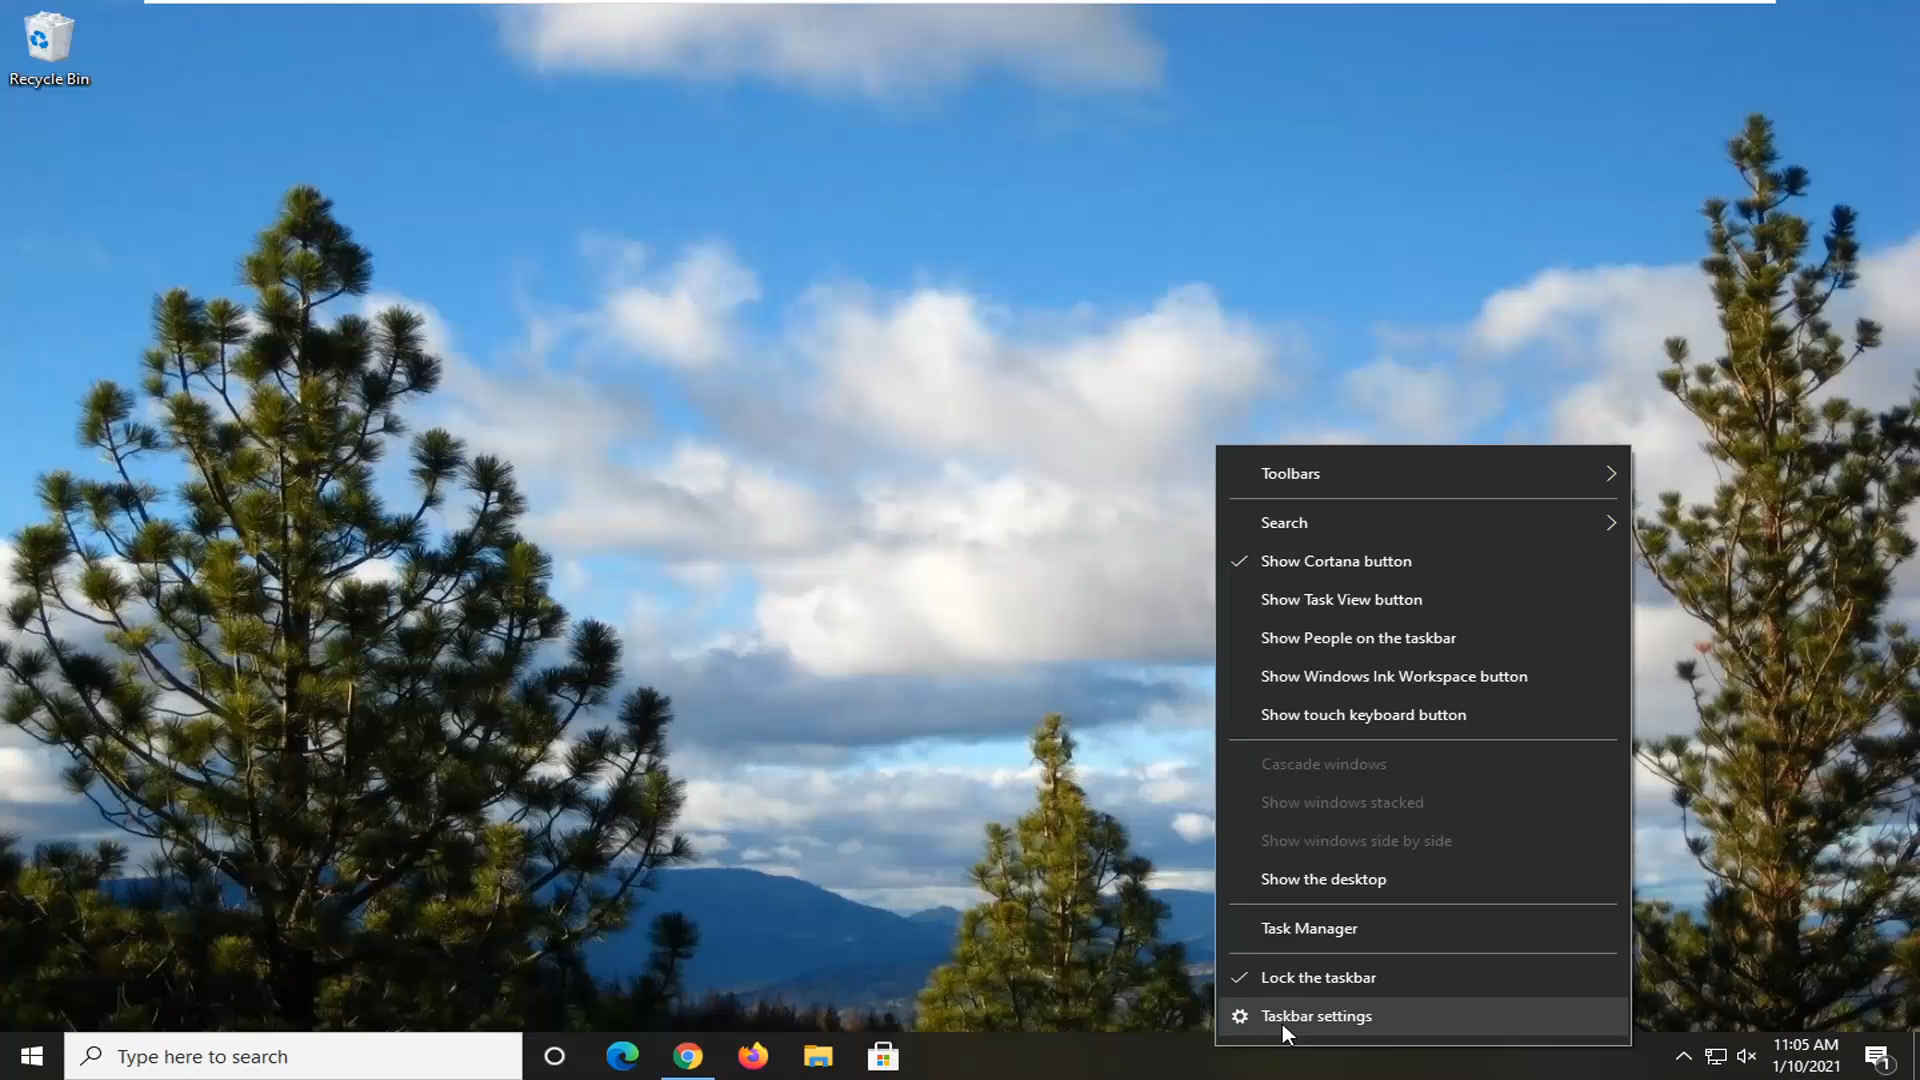 Recycle Bin
Toolbars
Search
Show Cortana button
Show Task View button
Show People on the taskbar
Show Windows Ink Workspace button
Show touch keyboard button
Cascade windows
Show windows stacked
Show windows side by side
Show the desktop
Task Manager
Lock the taskbar
Taskbar settings
Type here to search
11:05 AM
1/10/2021
1